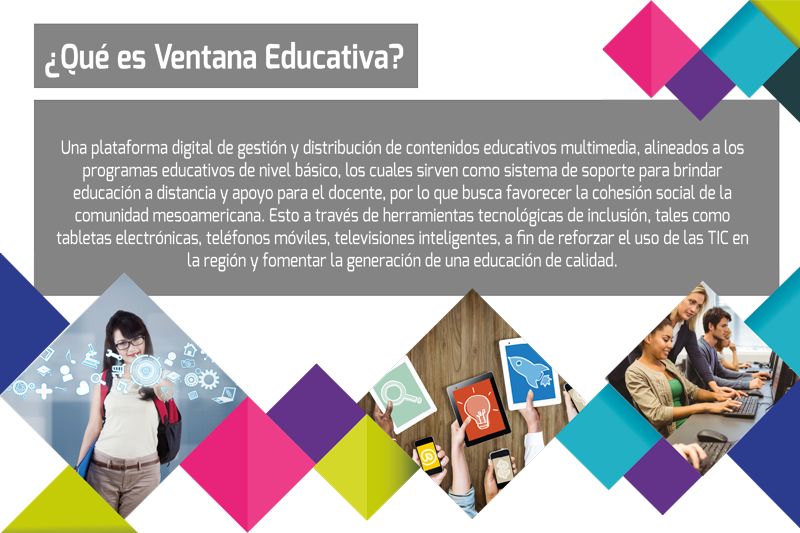 ¿Qué es Ventana Educativa?
Una plataforma digital de gestión y distribución de contenidos educativos multimedia, alineados a los
programas educativos de nivel básico, los cuales sirven como sistema de soporte para brindar
educación a distancia y apoyo para el docente, por lo que busca favorecer la cohesión social de la
comunidad mesoamericana. Esto a través de herramientas tecnológicas de inclusión, tales como
tabletas electrónicas, teléfonos móviles, televisiones inteligentes, a fin de reforzar el uso de las TIC en
la región y fomentar la generación de una educación de calidad.